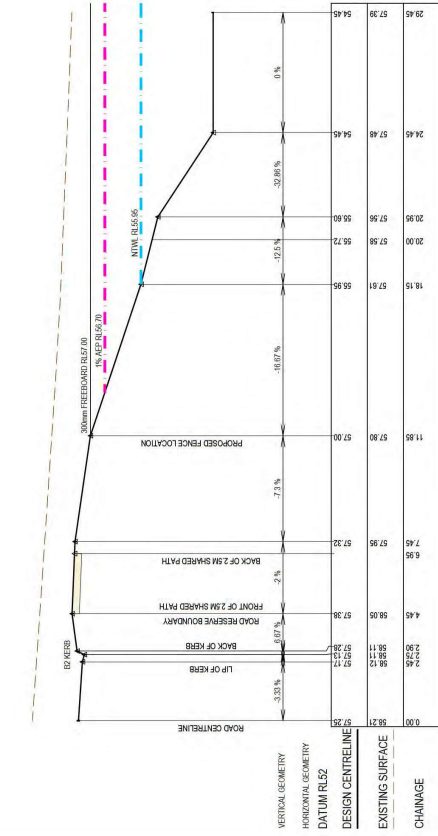 300mm FREEBOARD RL57.00
1% AEP RL56.70
NTWL RL55.95
B2 KERB
ROAD CENTRELINE
LIP OF KERB
BACK OF KERB
ROAD RESERVE BOUNDARY
FRONT OF 2.5M SHARED PATH
BACK OF 2.5M SHARED PATH
PROPOSED FENCE LOCATION
VERTICAL GEOMETRY
-3.33 %
6.67 %
-2 %
-7.3 %
-16.67 %
-12.5 %
-32.86 %
0 %
HORIZONTAL GEOMETRY
DATUM RL52
DESIGN CENTRELINE
57.25
57.17
57.13
57.28
57.38
57.32
57.00
55.95
55.72
55.60
54.45
54.45
EXISTING SURFACE
58.21
58.12
58.11
58.11
58.05
57.95
57.80
57.61
57.58
57.56
57.48
57.39
CHAINAGE
0.00
2.45
2.75
2.90
4.45
6.95
7.45
11.85
18.15
20.00
20.95
24.45
29.45